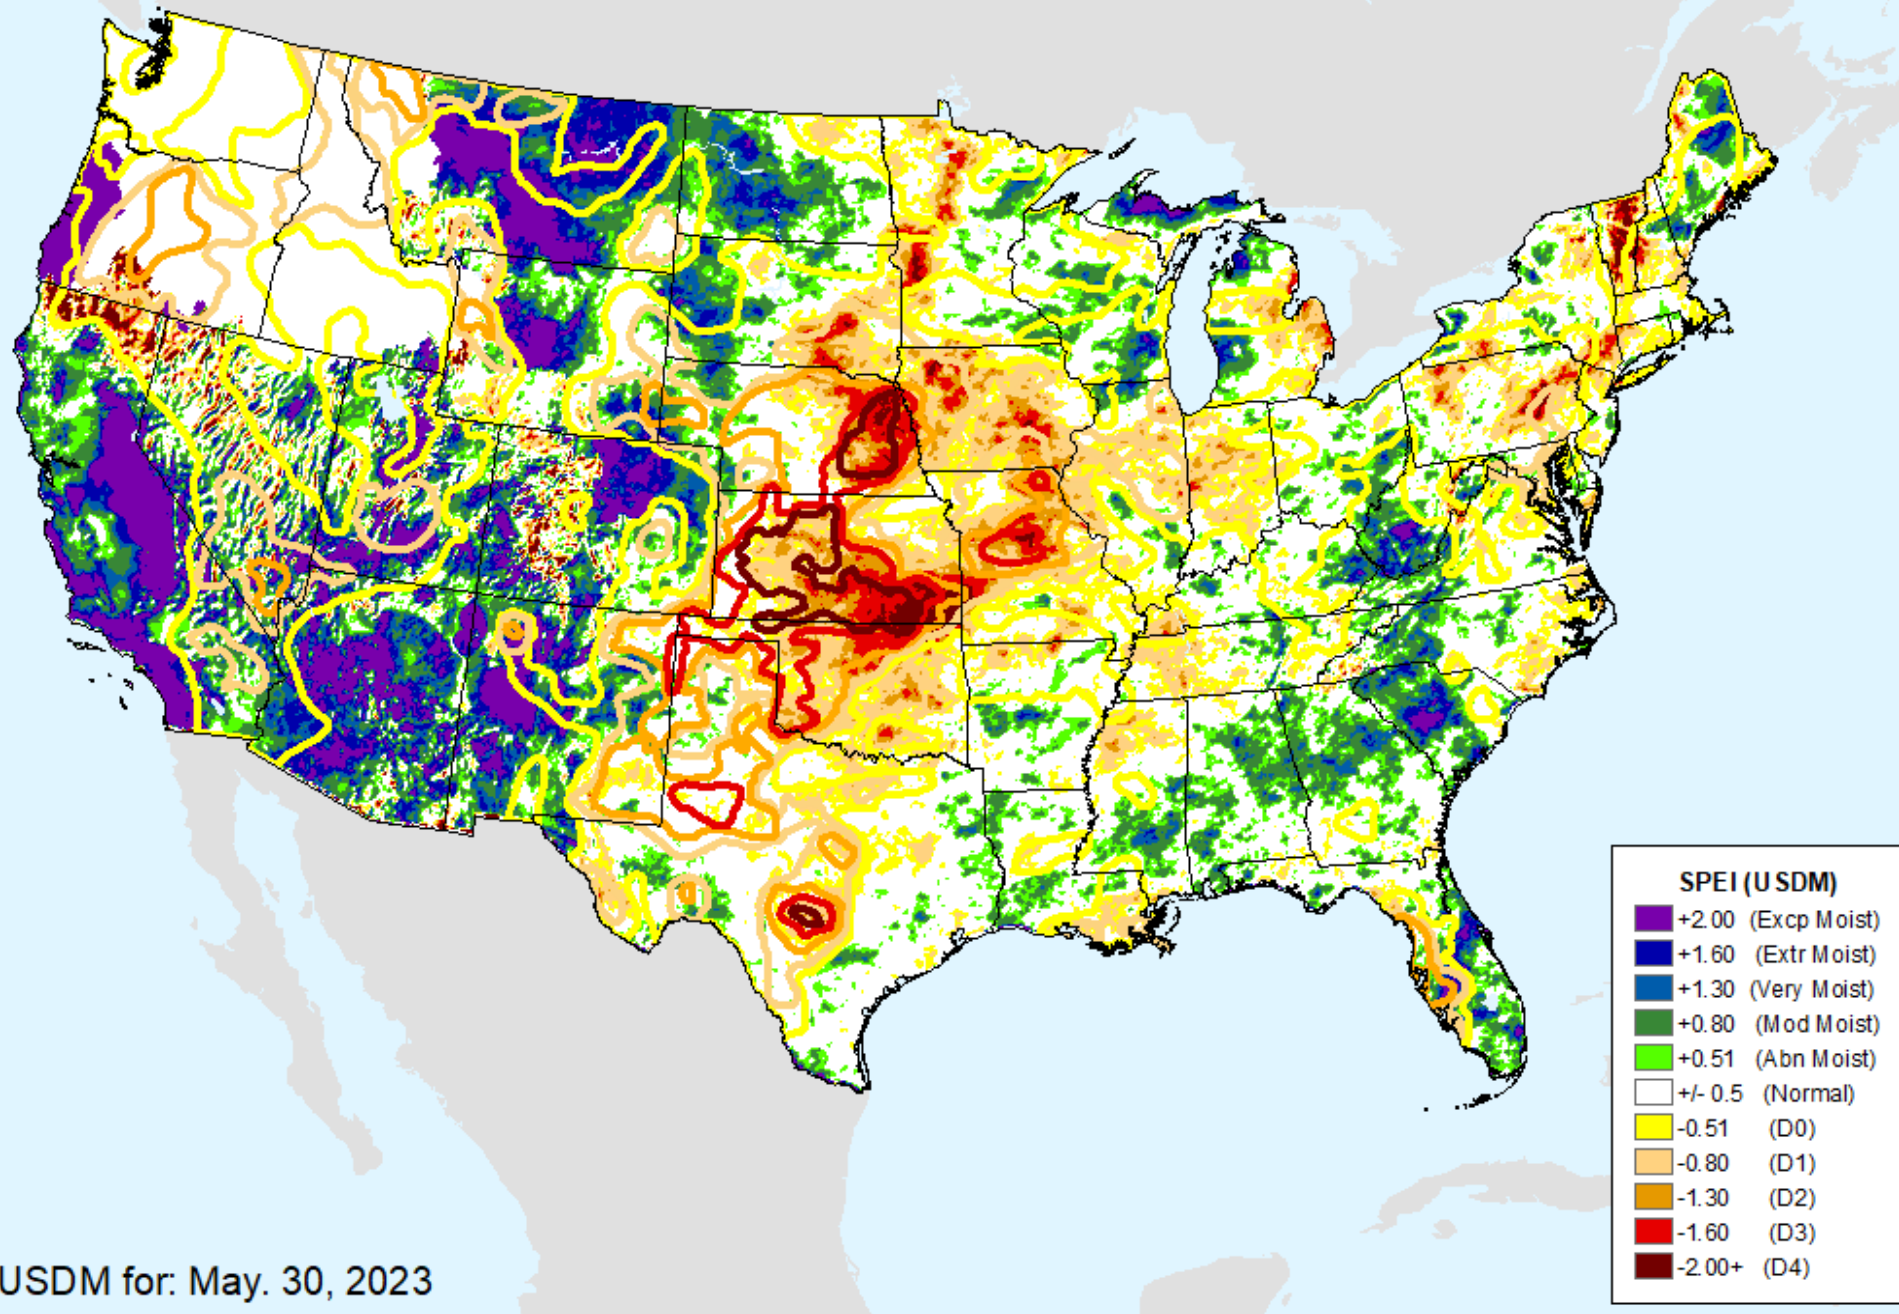 SPEI (USDM)
+2.00 (Excp Moist)
+1.60 (Extr Moist)
+1.30 (Very Moist)
+0.80 (Mod Moist)
+0.51 (Abn Moist)
+/- 0.5 (Normal)
-0.51 (D0)
-0.80 (D1)
-1.30 (D2)
-1.60 (D3)
-2.00+ (D4)
USDM for: May. 30, 2023